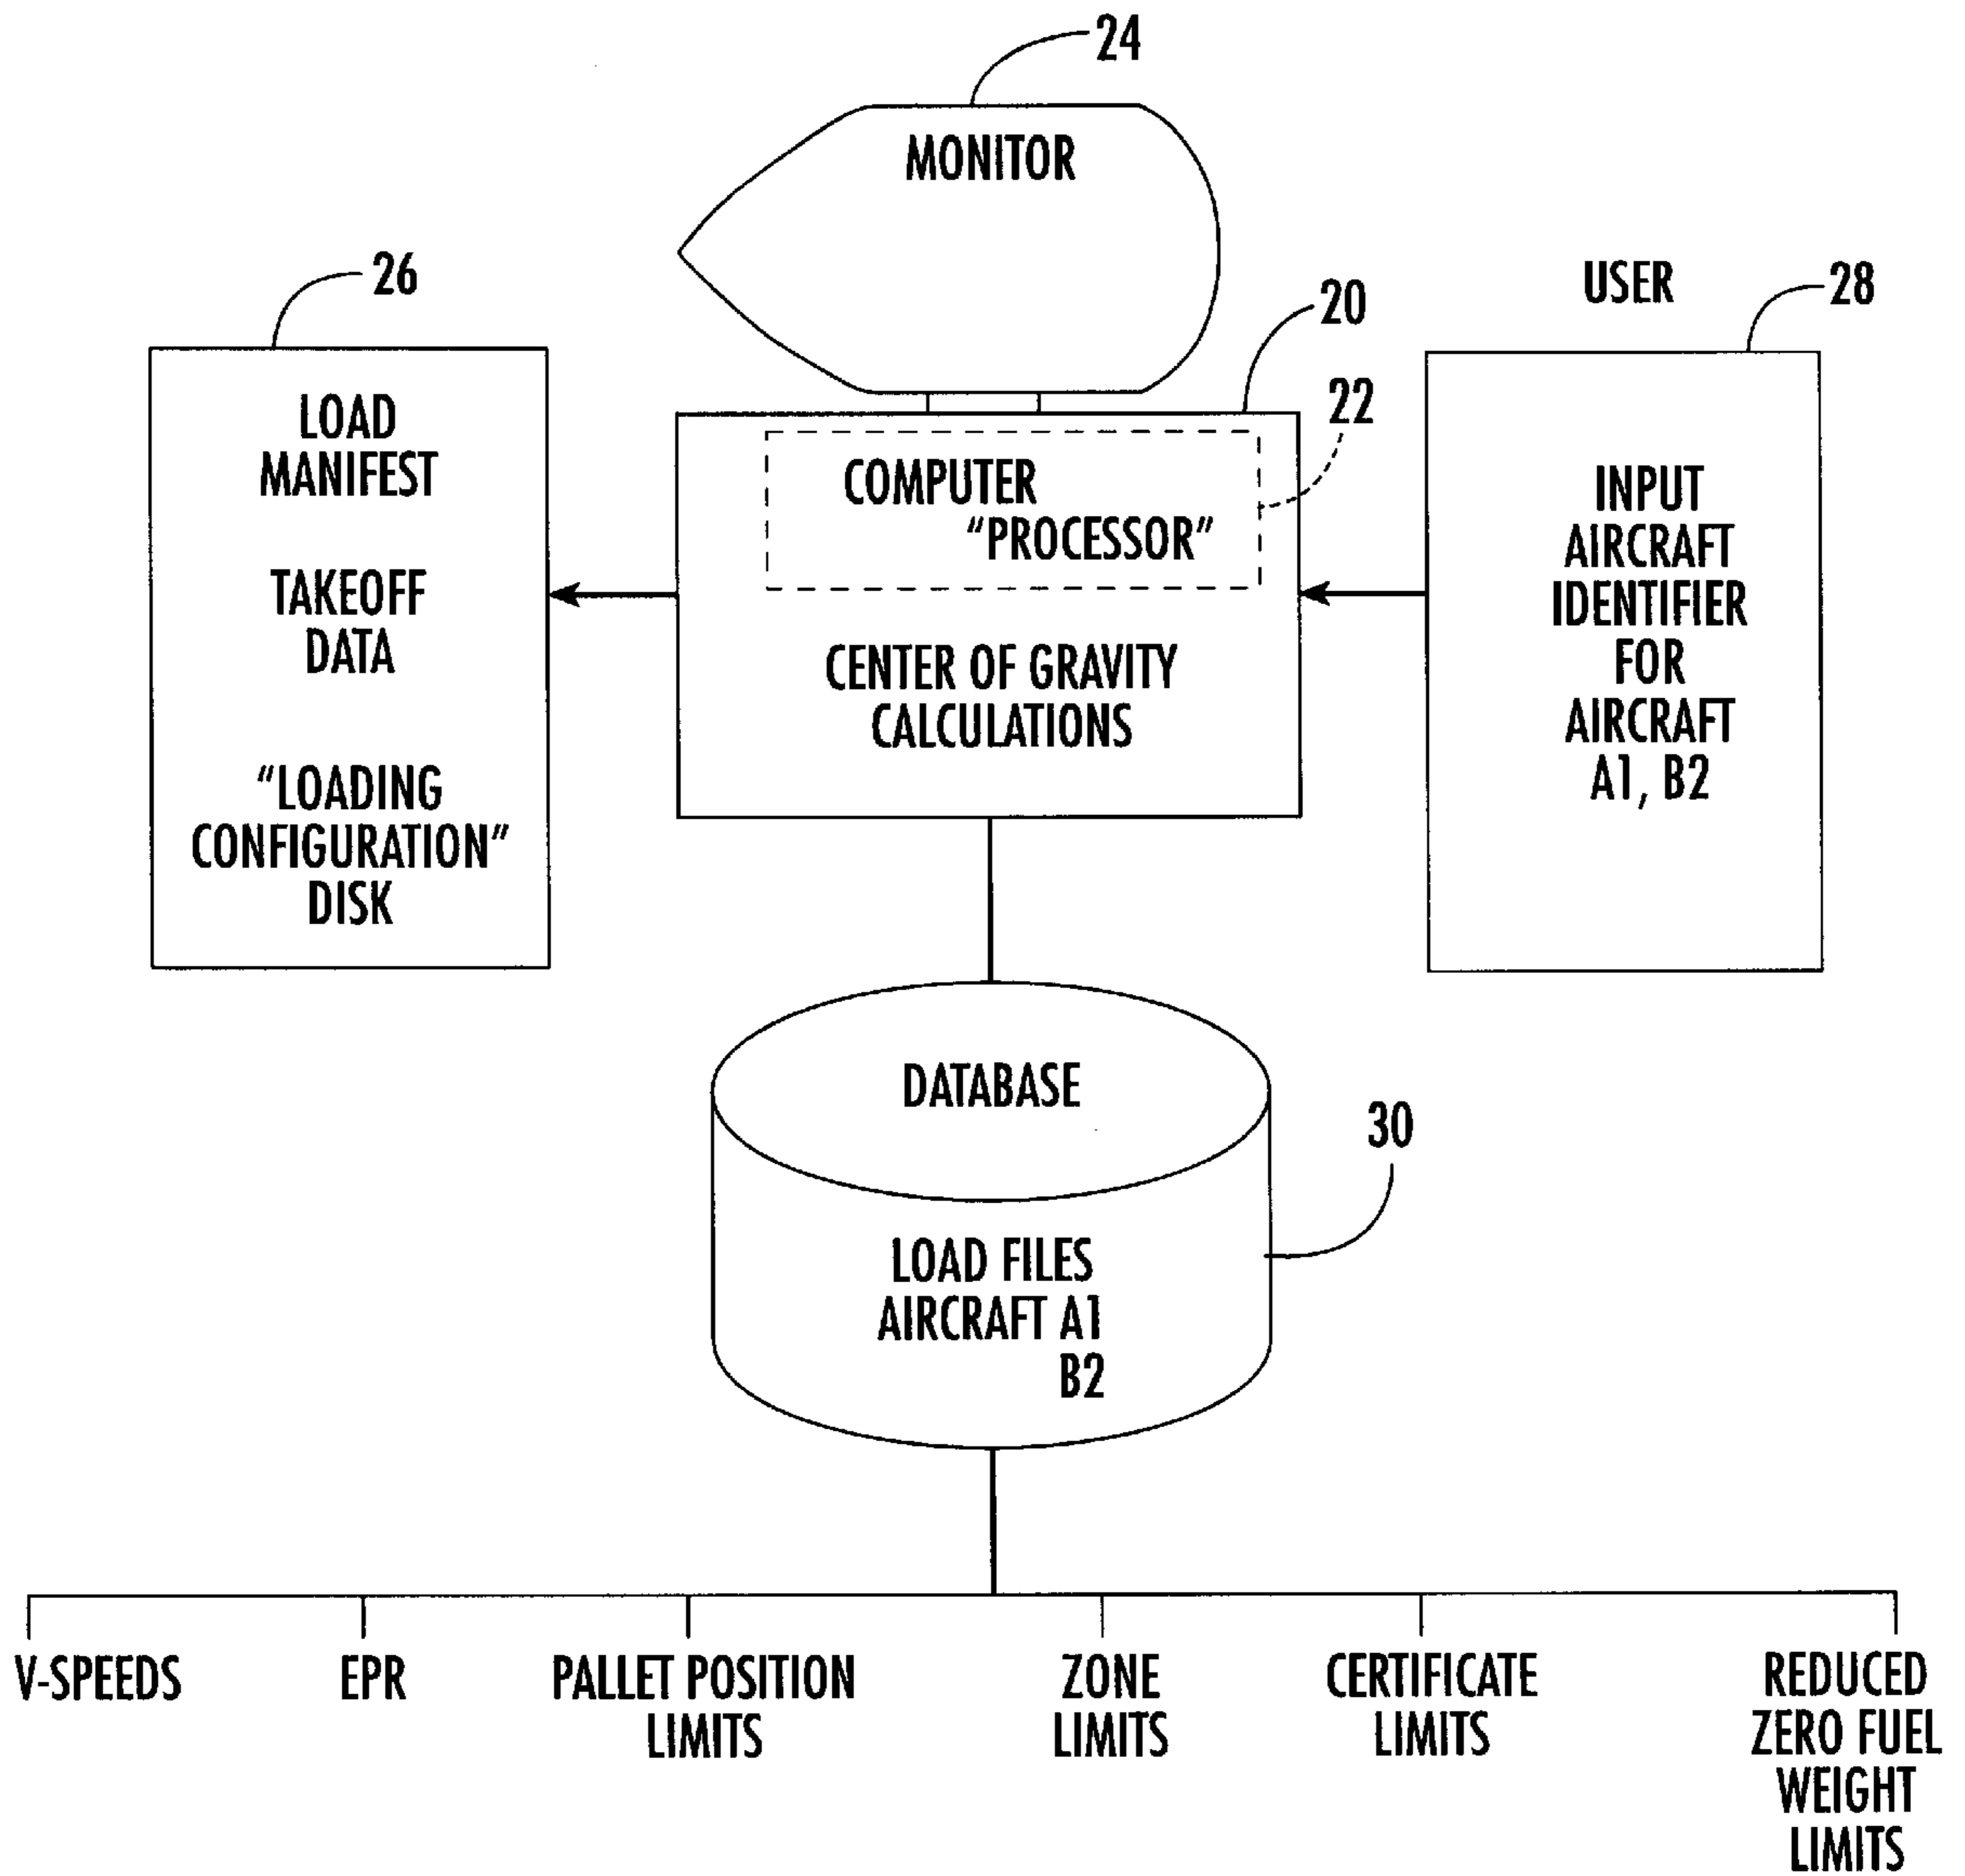 24
MONITOR
26
LOAD
MANIFEST
TAKEOFF
DATA
"LOADING
CONFIGURATION"
DISK
20
22
COMPUTER
"PROCESSOR"
CENTER OF GRAVITY
CALCULATIONS
USER
28
INPUT
AIRCRAFT
IDENTIFIER
FOR
AIRCRAFT
A1, B2
DATABASE
30
LOAD FILES
AIRCRAFT A1
B2
V-SPEEDS
EPR
PALLET POSITION
LIMITS
ZONE
LIMITS
CERTIFICATE
LIMITS
REDUCED
ZERO FUEL
WEIGHT
LIMITS